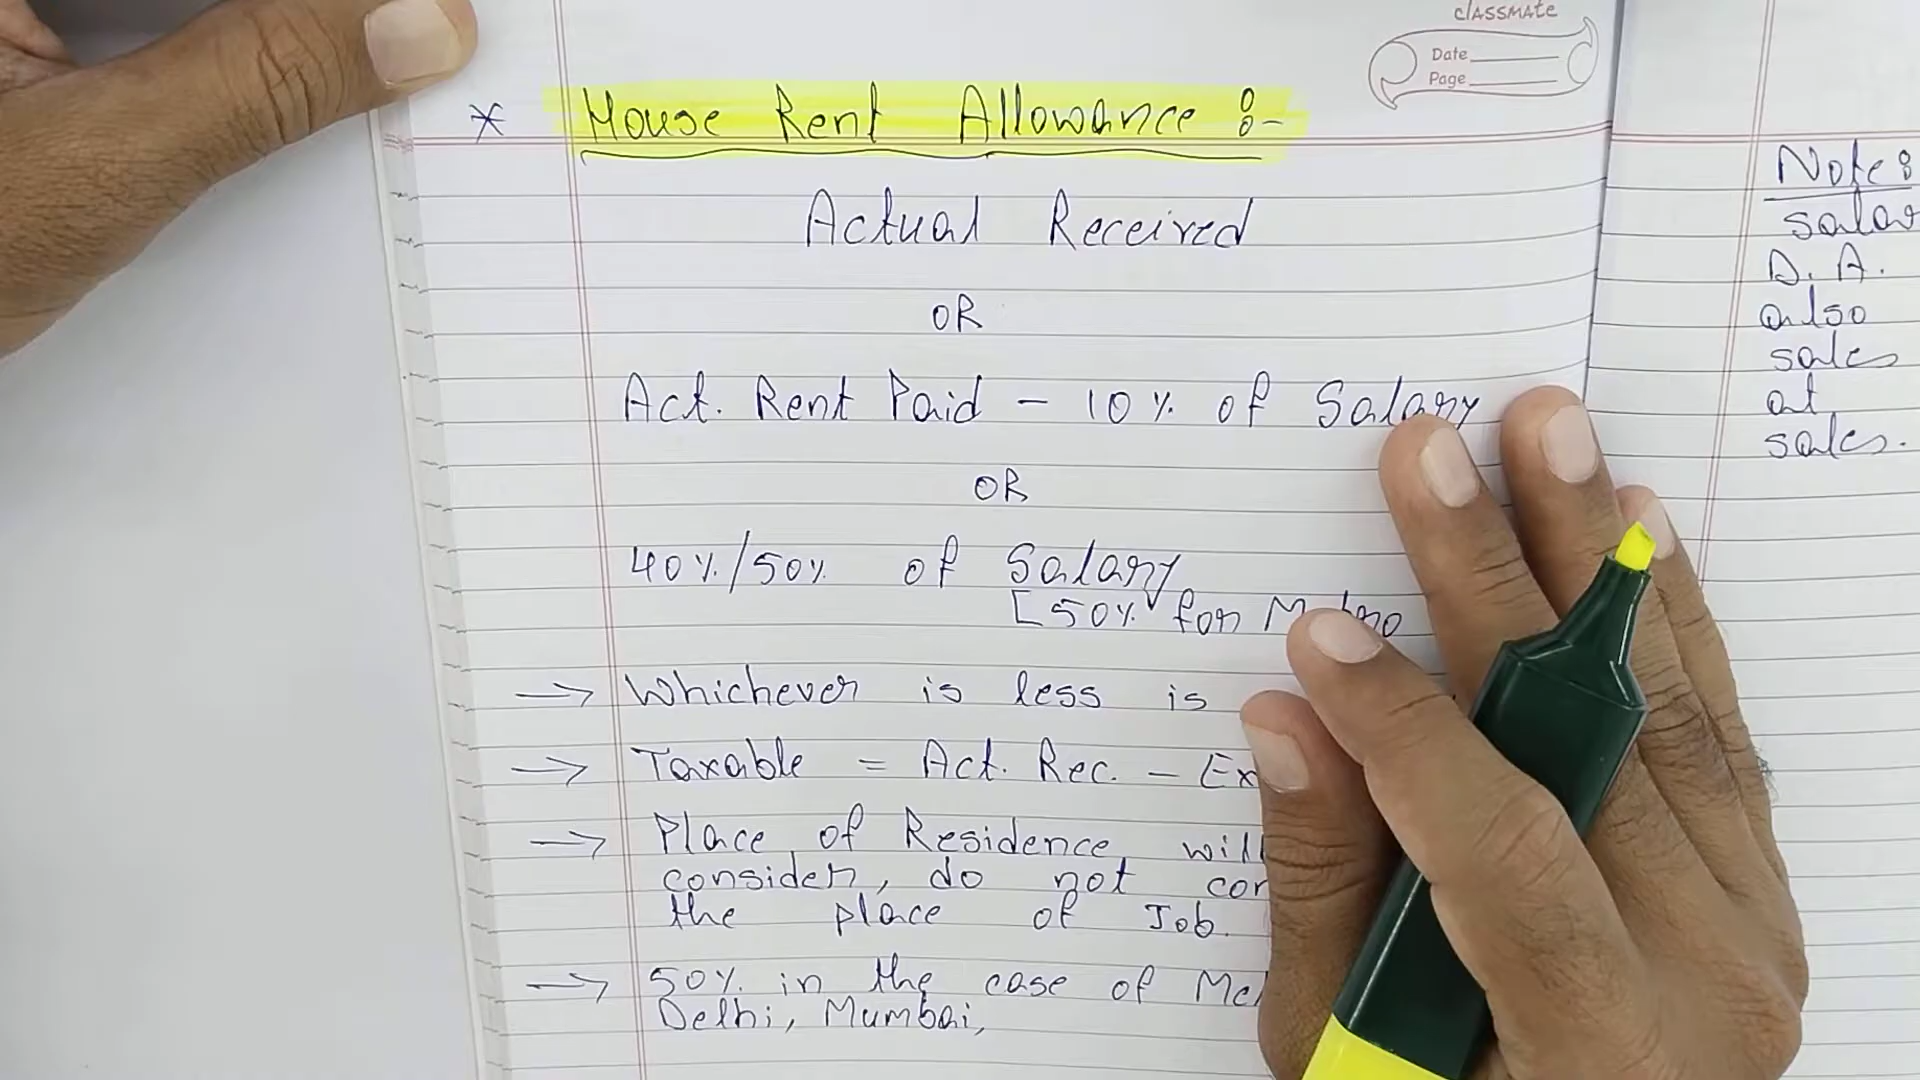 classmate
Date
Page
* House Rent Allowance :-
Actual Received
OR
Act. Rent Paid - 10% of Salary
OR
40%/50% of Salary
[50% for Metro
→ Whichever is less is
→ Taxable = Act. Rec. - Ex
→ Place of Residence will
consider, do not
the place of Job.
→ 50% in the case of
Delhi, Mumbai,
Note:
D. A.
also
sales
at
sales.